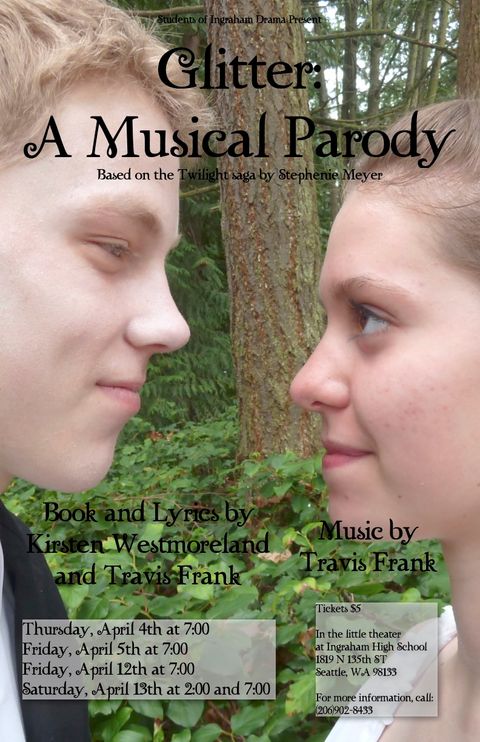 Students of Ingraham Drama Present
Glitter:
A Musical Parody
Based on the Twilight saga by Stephenie Meyer
Book and Lyrics by
Kirsten Westmoreland
and Travis Frank
Music by
Travis Frank
Thursday, April 4th at 7:00
Friday, April 5th at 7:00
Friday, April 12th at 7:00
Saturday, April 13th at 2:00 and 7:00
Tickets $5
In the little theater
at Ingraham High School
1819 N 135th ST
Seattle, WA 98133
For more information, call:
(206)902-8433